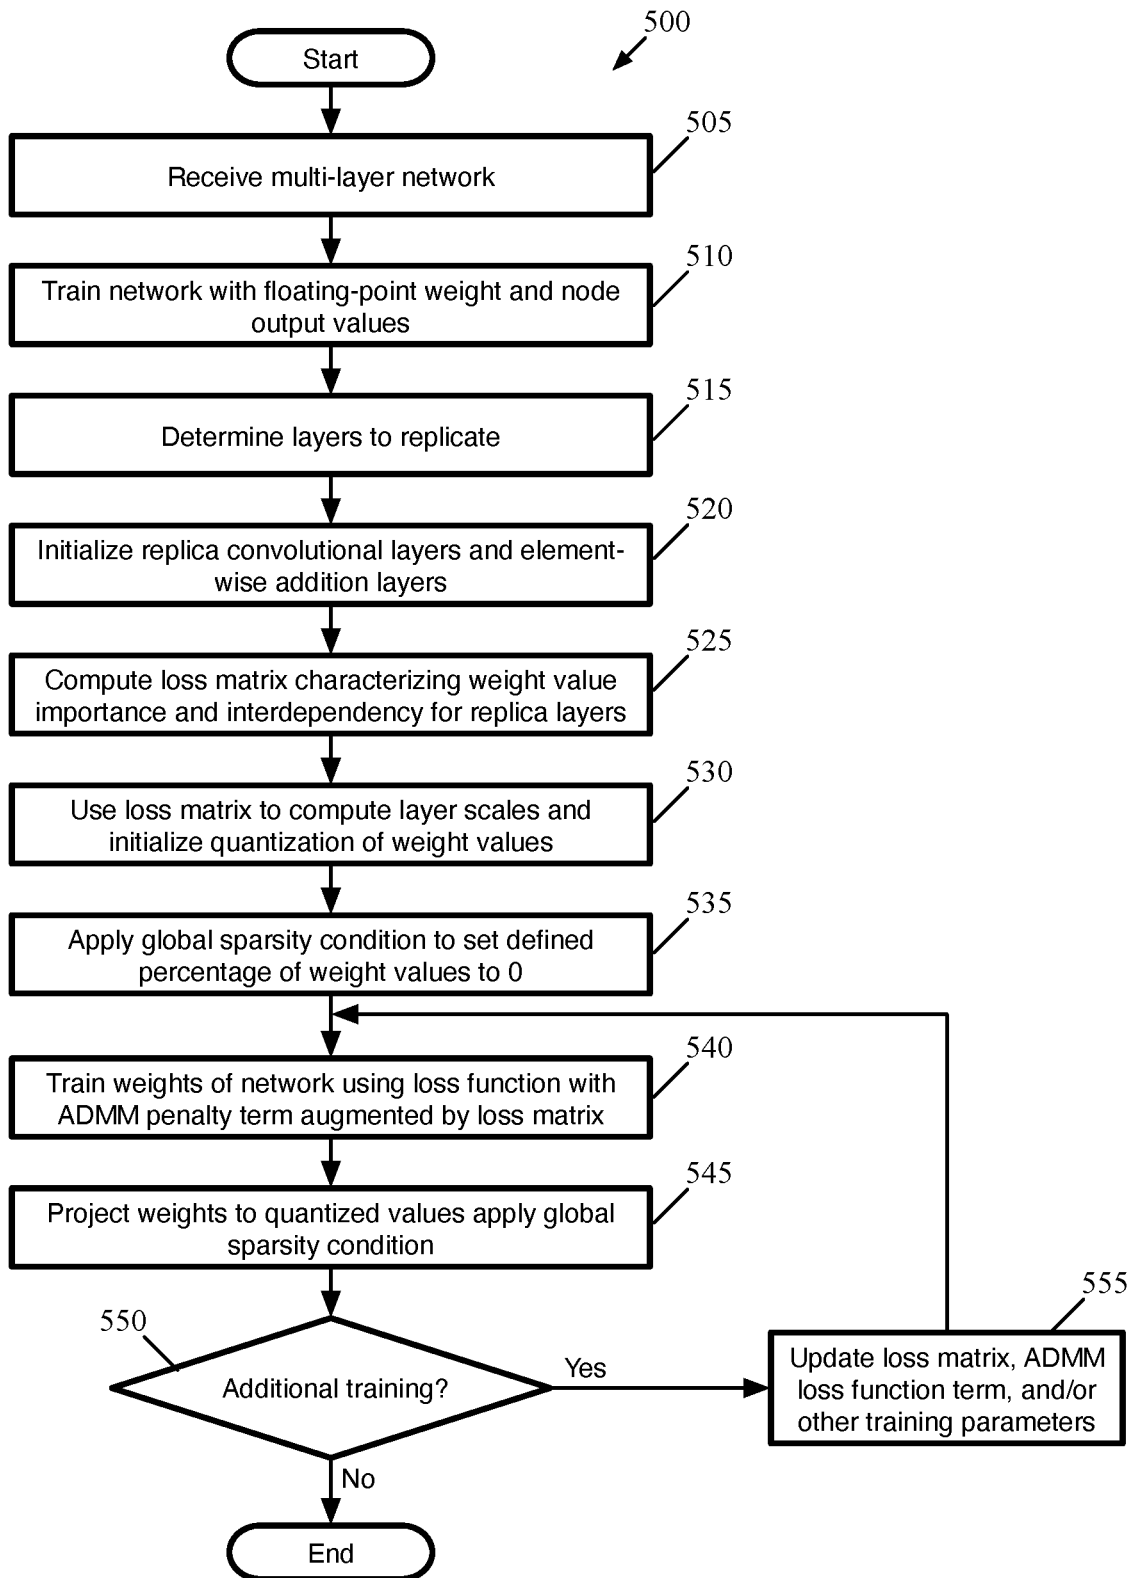 500
Start
505
Receive multi-layer network
510
Train network with floating-point weight and node
output values
515
Determine layers to replicate
520
Initialize replica convolutional layers and element-
wise addition layers
525
Compute loss matrix characterizing weight value
importance and interdependency for replica layers
530
Use loss matrix to compute layer scales and
initialize quantization of weight values
535
Apply global sparsity condition to set defined
percentage of weight values to 0
540
Train weights of network using loss function with
ADMM penalty term augmented by loss matrix
545
Project weights to quantized values apply global
sparsity condition
550
Additional training?
Yes
555
Update loss matrix, ADMM
loss function term, and/or
other training parameters
No
End